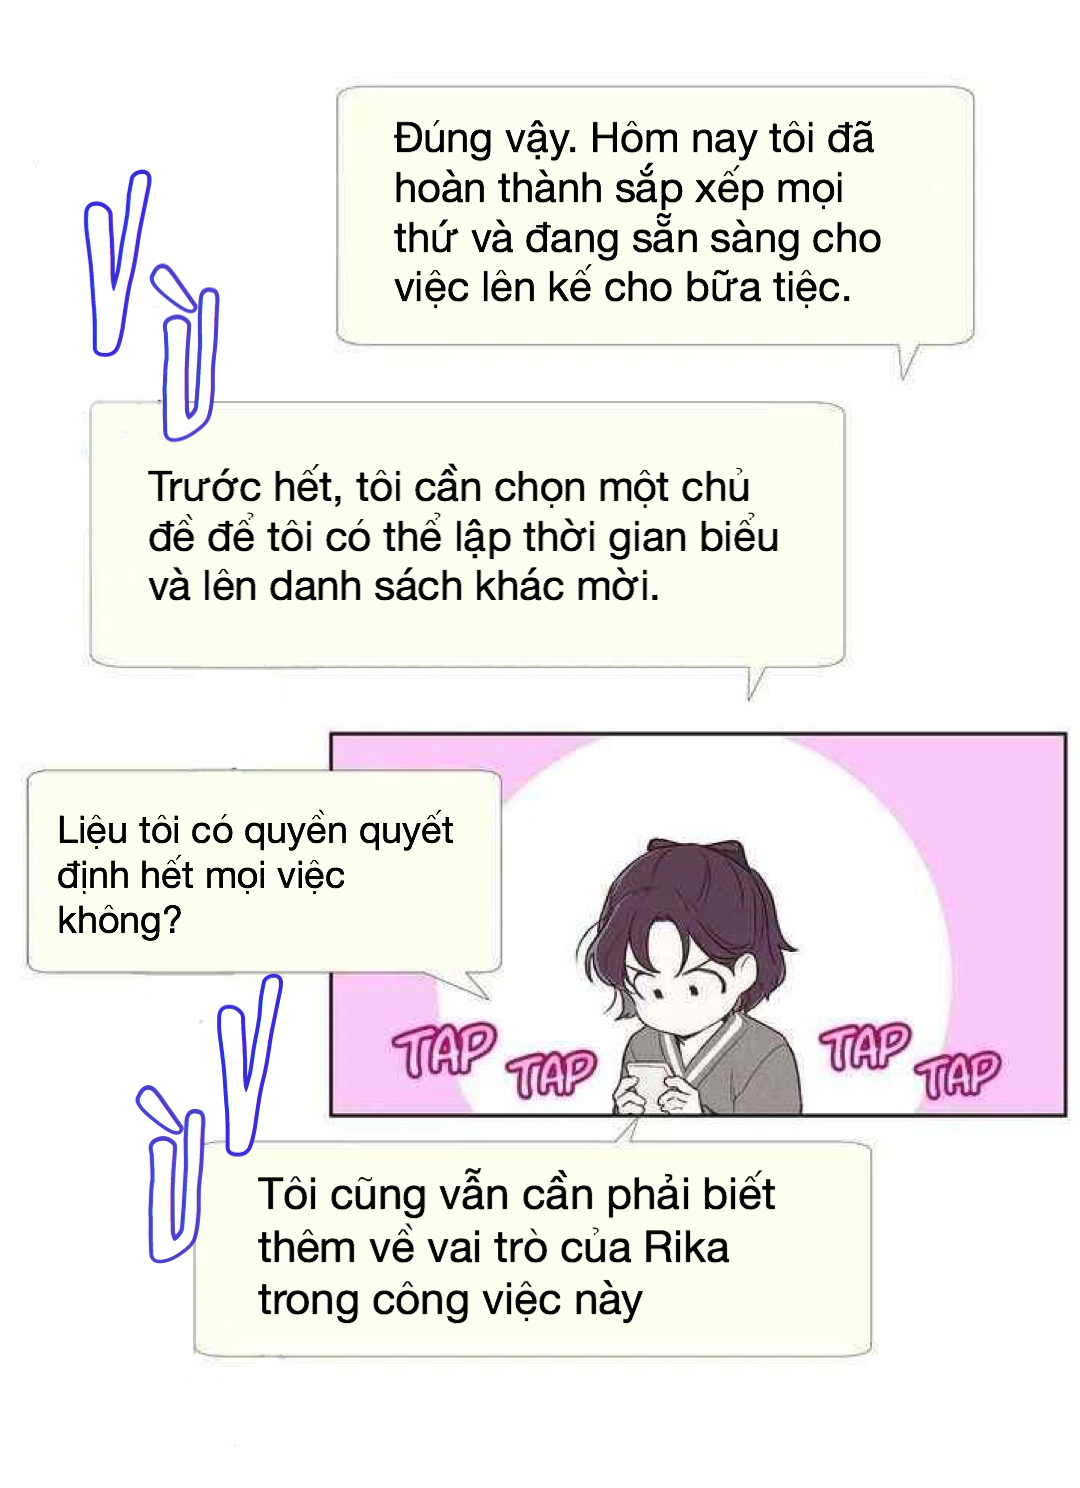 Đúng vậy. Hôm nay tôi đã
hoàn thành sắp xếp mọi
thứ và đang sẵn sàng cho
việc lên kế cho bữa tiệc.
Vù
Trước hết, tôi cần chọn một chủ
đề để tôi có thể lập thời gian biểu
và lên danh sách khác mời.
Liệu tôi có quyền quyết
định hết mọi việc
không?
TAP
TAP
TAP
TAP
Vù
Tôi cũng vẫn cần phải biết
thêm về vai trò của Rika
trong công việc này